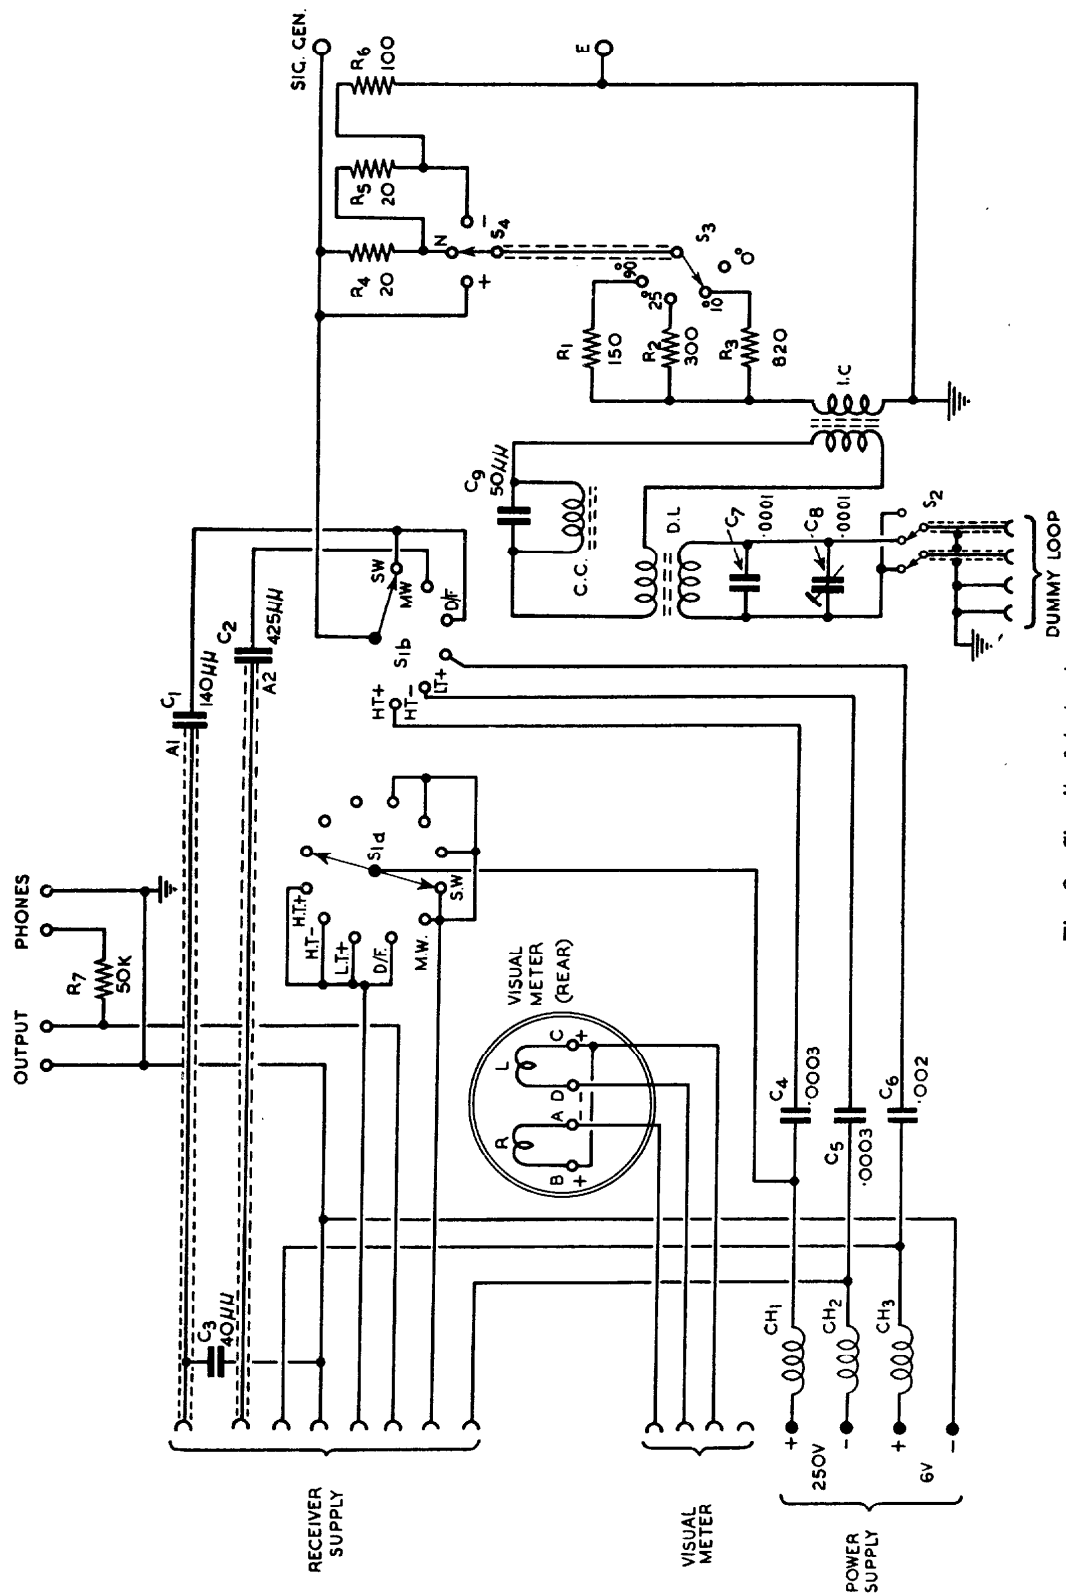 OUTPUT
PHONES
R7
50K
A1
C1
140µµ
A2
C2
425µµ
C3
40µµ
SIG. GEN.
R6
100
R5
20
R4
20
E
N
+
-
S4
S3
90°
25°
10°
0°
R1
150
R2
300
R3
820
I.C
SW
MW
D/F
S1b
HT+
HT-
LT+
C9
50µµ
C.C.
D.L
C7
.0001
C8
.0001
S2
DUMMY LOOP
S1a
H.T.+
H.T-
L.T.+
D/F.
M.W.
S.W
VISUAL
METER
(REAR)
R
L
B
A
D
C
+
-
+
C4
.0003
C5
.0003
C6
.002
CH1
CH2
CH3
RECEIVER
SUPPLY
VISUAL
METER
+
250V
-
+
6V
-
POWER
SUPPLY